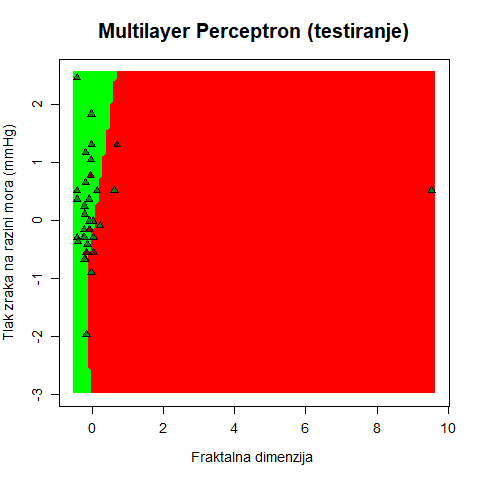 Multilayer Perceptron (testiranje)
Tlak zraka na razini mora (mmHg)
2
1
0
-1
-2
-3
0 2 4 6 8 10
Fraktalna dimenzija